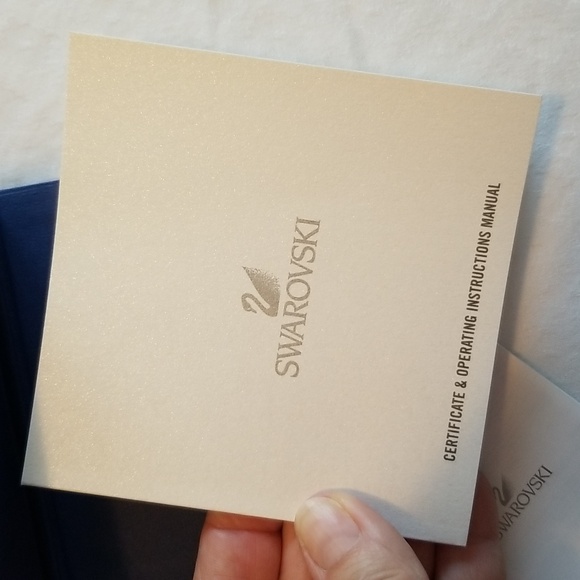 SWAROVSKI
CERTIFICATE & OPERATING INSTRUCTIONS MANUAL
SWAROVSKI